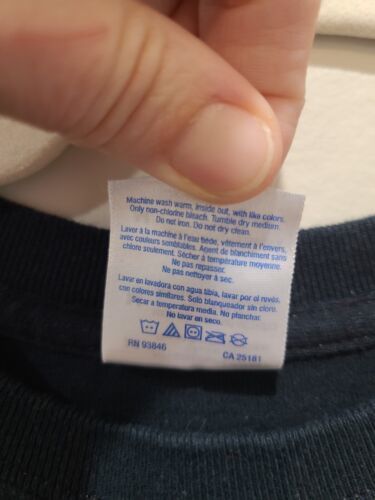 Machine wash warm, inside out, with like colors.
Only non-chlorine bleach. Tumble dry medium.
Do not iron. Do not dry clean.
Laver à la machine à l'eau tiède, vêtement à l'envers,
avec couleurs semblables. Agent de blanchiment sans
chlore seulement. Sécher à température moyenne.
Ne pas repasser.
Ne pas nettoyer à sec.
Lavar en lavadora con agua tibia, lavar por el revés,
con colores similares. Solo blanqueador sin cloro.
Secar a temperatura media. No planchar.
No lavar en seco.
RN 93846 CA 25181